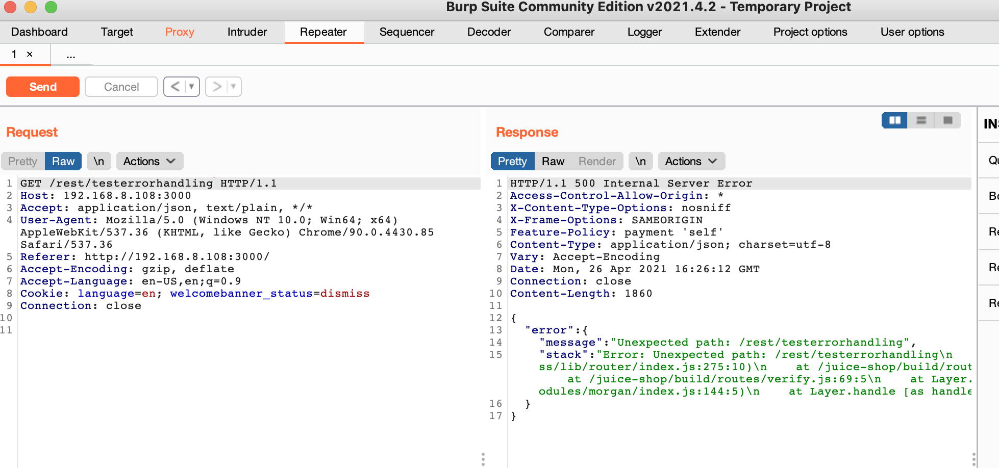 Burp Suite Community Edition v2021.4.2 - Temporary Project
Dashboard Target Proxy Intruder Repeater Sequencer Decoder Comparer Logger Extender Project options User options
1 × ...
Send Cancel < >
Request
Pretty Raw \n Actions
1 GET /rest/testerrorhandling HTTP/1.1
2 Host: 192.168.8.108:3000
3 Accept: application/json, text/plain, */*
4 User-Agent: Mozilla/5.0 (Windows NT 10.0; Win64; x64)
AppleWebKit/537.36 (KHTML, like Gecko) Chrome/90.0.4430.85
Safari/537.36
5 Referer: http://192.168.8.108:3000/
6 Accept-Encoding: gzip, deflate
7 Accept-Language: en-US,en;q=0.9
8 Cookie: language=en; welcomebanner_status=dismiss
9 Connection: close
10
11
Response
Pretty Raw Render \n Actions
1 HTTP/1.1 500 Internal Server Error
2 Access-Control-Allow-Origin: *
3 X-Content-Type-Options: nosniff
4 X-Frame-Options: SAMEORIGIN
5 Feature-Policy: payment 'self'
6 Content-Type: application/json; charset=utf-8
7 Vary: Accept-Encoding
8 Date: Mon, 26 Apr 2021 16:26:12 GMT
9 Connection: close
10 Content-Length: 1860
11
12 {
13 "error":{
14 "message":"Unexpected path: /rest/testerrorhandling",
15 "stack":"Error: Unexpected path: /rest/testerrorhandling\n
ss/lib/router/index.js:275:10)\n    at /juice-shop/build/rout
at /juice-shop/build/routes/verify.js:69:5\n    at Layer.
odules/morgan/index.js:144:5)\n    at Layer.handle [as handle
16 }
17 }
INS
Qu
Bo
Re
Re
Re